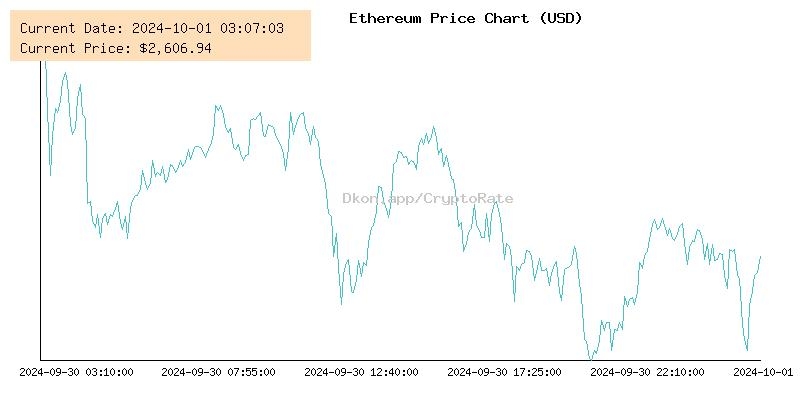 Ethereum Price Chart (USD)
Current Date: 2024-10-01 03:07:03
Current Price: $2,606.94
Dkon.app/CryptoRate
2024-09-30 03:10:00 2024-09-30 07:55:00 2024-09-30 12:40:00 2024-09-30 17:25:00 2024-09-30 22:10:00 2024-10-01